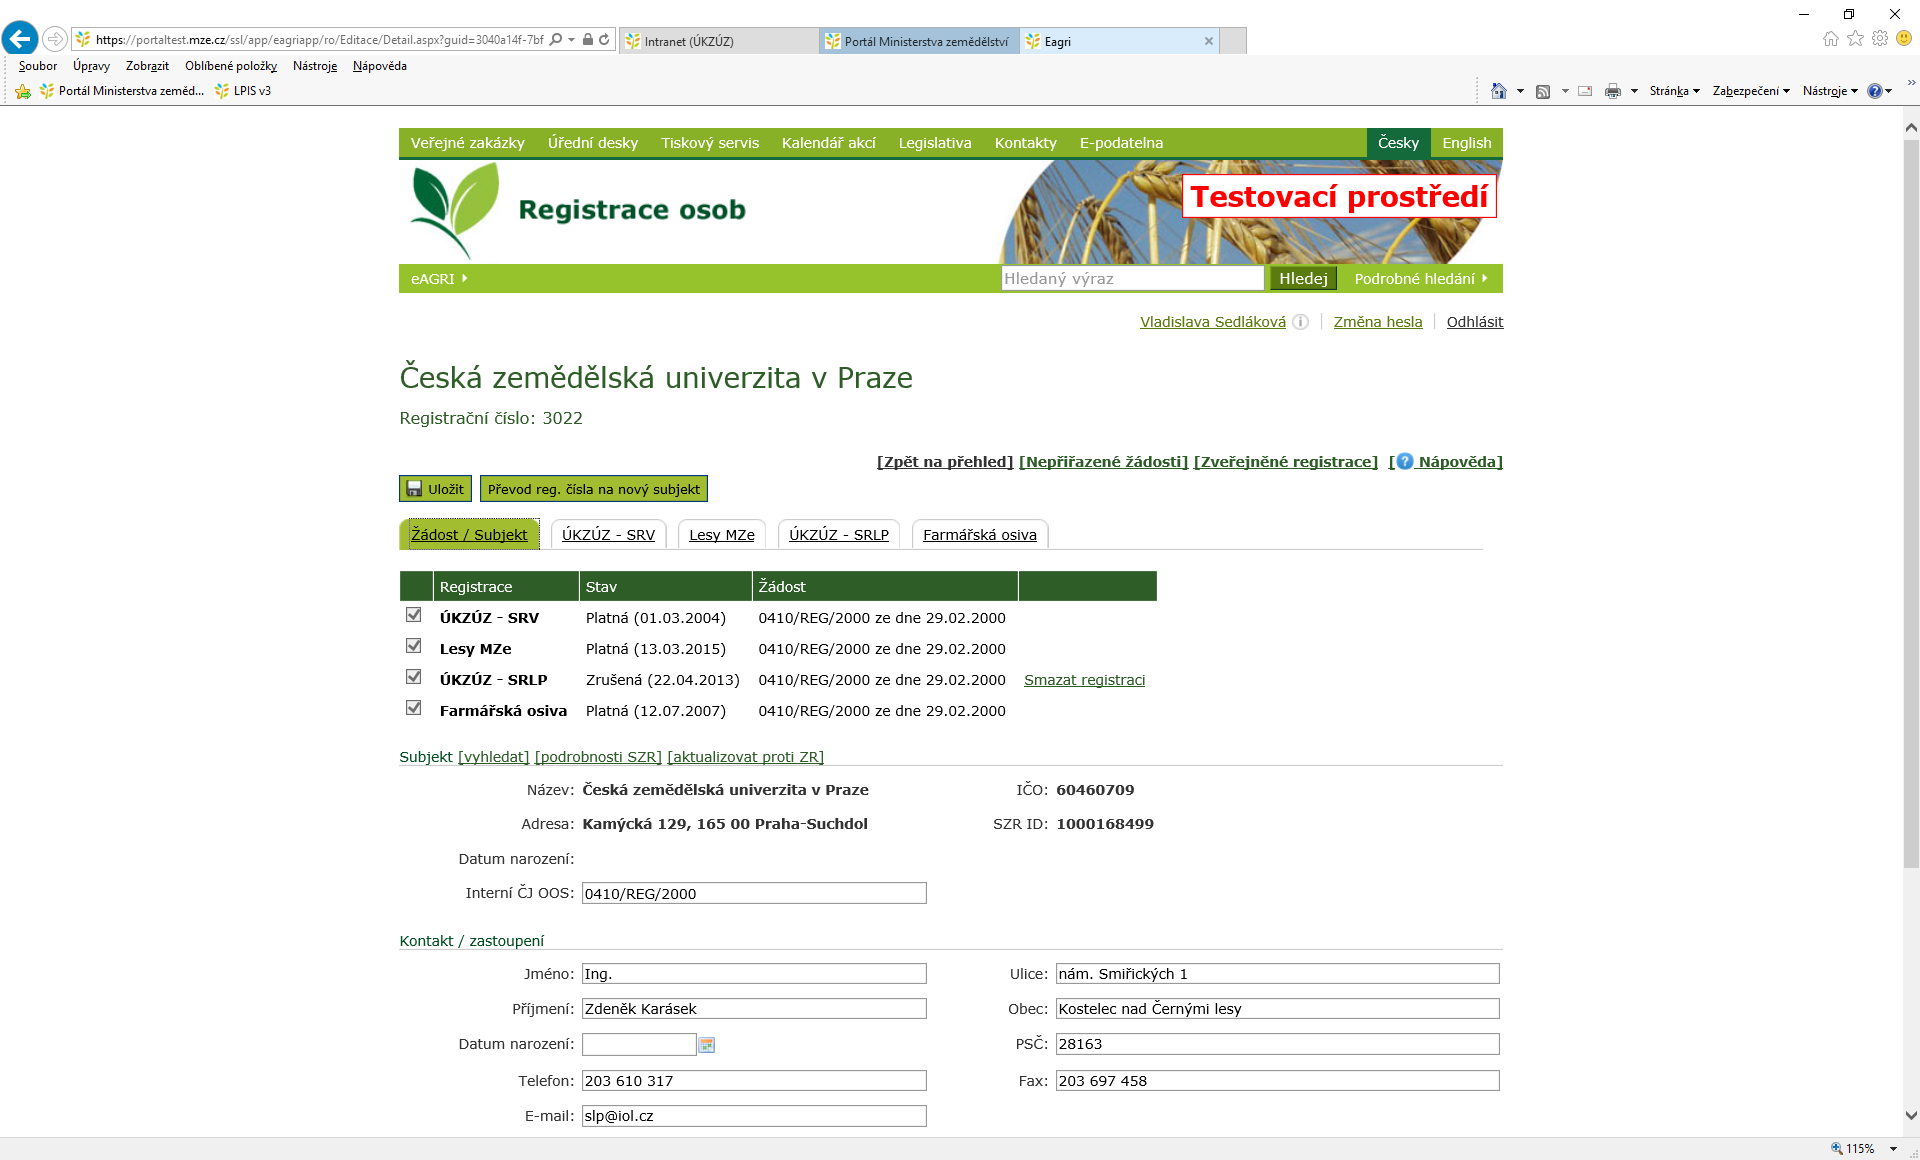 https://portaltest.mze.cz/ssl/app/eagriapp/ro/Editace/Detail.aspx?guid=3040a14f-7bf
Intranet (ÚKZÚZ)
Portál Ministerstva zemědělství
Eagri
Soubor Úpravy Zobrazit Oblíbené položky Nástroje Nápověda
Portál Ministerstva zeměd... LPIS v3
Stránka Zabezpečení Nástroje
Veřejné zakázky Úřední desky Tiskový servis Kalendář akcí Legislativa Kontakty E-podatelna Česky English
Registrace osob
Testovací prostředí
eAGRI Hledaný výraz Hledej Podrobné hledání
Vladislava Sedláková Změna hesla Odhlásit
Česká zemědělská univerzita v Praze
Registrační číslo: 3022
[Zpět na přehled] [Nepřiřazené žádosti] [Zveřejněné registrace] [? Nápověda]
Uložit Převod reg. čísla na nový subjekt
Žádost / Subjekt ÚKZÚZ - SRV Lesy MZe ÚKZÚZ - SRLP Farmářská osiva
Registrace Stav Žádost
ÚKZÚZ - SRV Platná (01.03.2004) 0410/REG/2000 ze dne 29.02.2000
Lesy MZe Platná (13.03.2015) 0410/REG/2000 ze dne 29.02.2000
ÚKZÚZ - SRLP Zrušená (22.04.2013) 0410/REG/2000 ze dne 29.02.2000 Smazat registraci
Farmářská osiva Platná (12.07.2007) 0410/REG/2000 ze dne 29.02.2000
Subjekt [vyhledat] [podrobnosti SZR] [aktualizovat proti ZR]
Název: Česká zemědělská univerzita v Praze IČO: 60460709
Adresa: Kamýcká 129, 165 00 Praha-Suchdol SZR ID: 1000168499
Datum narození:
Interní ČJ OOS: 0410/REG/2000
Kontakt / zastoupení
Jméno: Ing. Ulice: nám. Smiřických 1
Příjmení: Zdeněk Karásek Obec: Kostelec nad Černými lesy
Datum narození: PSČ: 28163
Telefon: 203 610 317 Fax: 203 697 458
E-mail: slp@iol.cz
115%